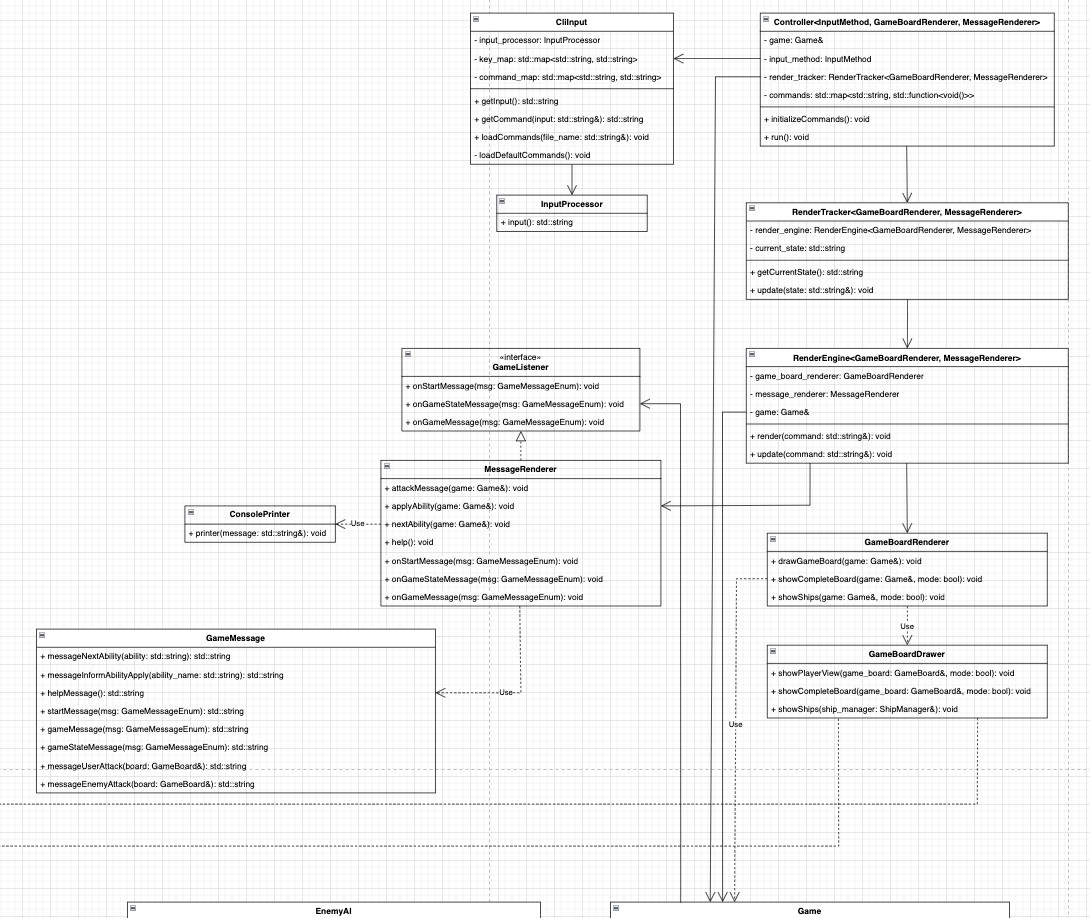 CliInput
- input_processor: InputProcessor
- key_map: std::map<std::string, std::string>
- command_map: std::map<std::string, std::string>
+ getInput(): std::string
+ getCommand(input: std::string&): std::string
+ loadCommands(file_name: std::string&): void
- loadDefaultCommands(): void
Controller<InputMethod, GameBoardRenderer, MessageRenderer>
- game: Game&
- input_method: InputMethod
- render_tracker: RenderTracker<GameBoardRenderer, MessageRenderer>
- commands: std::map<std::string, std::function<void()>>
+ initializeCommands(): void
+ run(): void
InputProcessor
+ input(): std::string
RenderTracker<GameBoardRenderer, MessageRenderer>
- render_engine: RenderEngine<GameBoardRenderer, MessageRenderer>
- current_state: std::string
+ getCurrentState(): std::string
+ update(state: std::string&): void
«interface»
GameListener
+ onStartMessage(msg: GameMessageEnum): void
+ onGameStateMessage(msg: GameMessageEnum): void
+ onGameMessage(msg: GameMessageEnum): void
RenderEngine<GameBoardRenderer, MessageRenderer>
- game_board_renderer: GameBoardRenderer
- message_renderer: MessageRenderer
- game: Game&
+ render(command: std::string&): void
+ update(command: std::string&): void
MessageRenderer
+ attackMessage(game: Game&): void
+ applyAbility(game: Game&): void
+ nextAbility(game: Game&): void
+ help(): void
+ onStartMessage(msg: GameMessageEnum): void
+ onGameStateMessage(msg: GameMessageEnum): void
+ onGameMessage(msg: GameMessageEnum): void
ConsolePrinter
+ printer(message: std::string&): void
Use
GameBoardRenderer
+ drawGameBoard(game: Game&): void
+ showCompleteBoard(game: Game&, mode: bool): void
+ showShips(game: Game&, mode: bool): void
Use
GameMessage
+ messageNextAbility(ability: std::string): std::string
+ messageInformAbilityApply(ability_name: std::string): std::string
+ helpMessage(): std::string
+ startMessage(msg: GameMessageEnum): std::string
+ gameMessage(msg: GameMessageEnum): std::string
+ gameStateMessage(msg: GameMessageEnum): std::string
+ messageUserAttack(board: GameBoard&): std::string
+ messageEnemyAttack(board: GameBoard&): std::string
Use
GameBoardDrawer
+ showPlayerView(game_board: GameBoard&, mode: bool): void
+ showCompleteBoard(game_board: GameBoard&, mode: bool): void
+ showShips(ship_manager: ShipManager&): void
Use
EnemyAI
Game